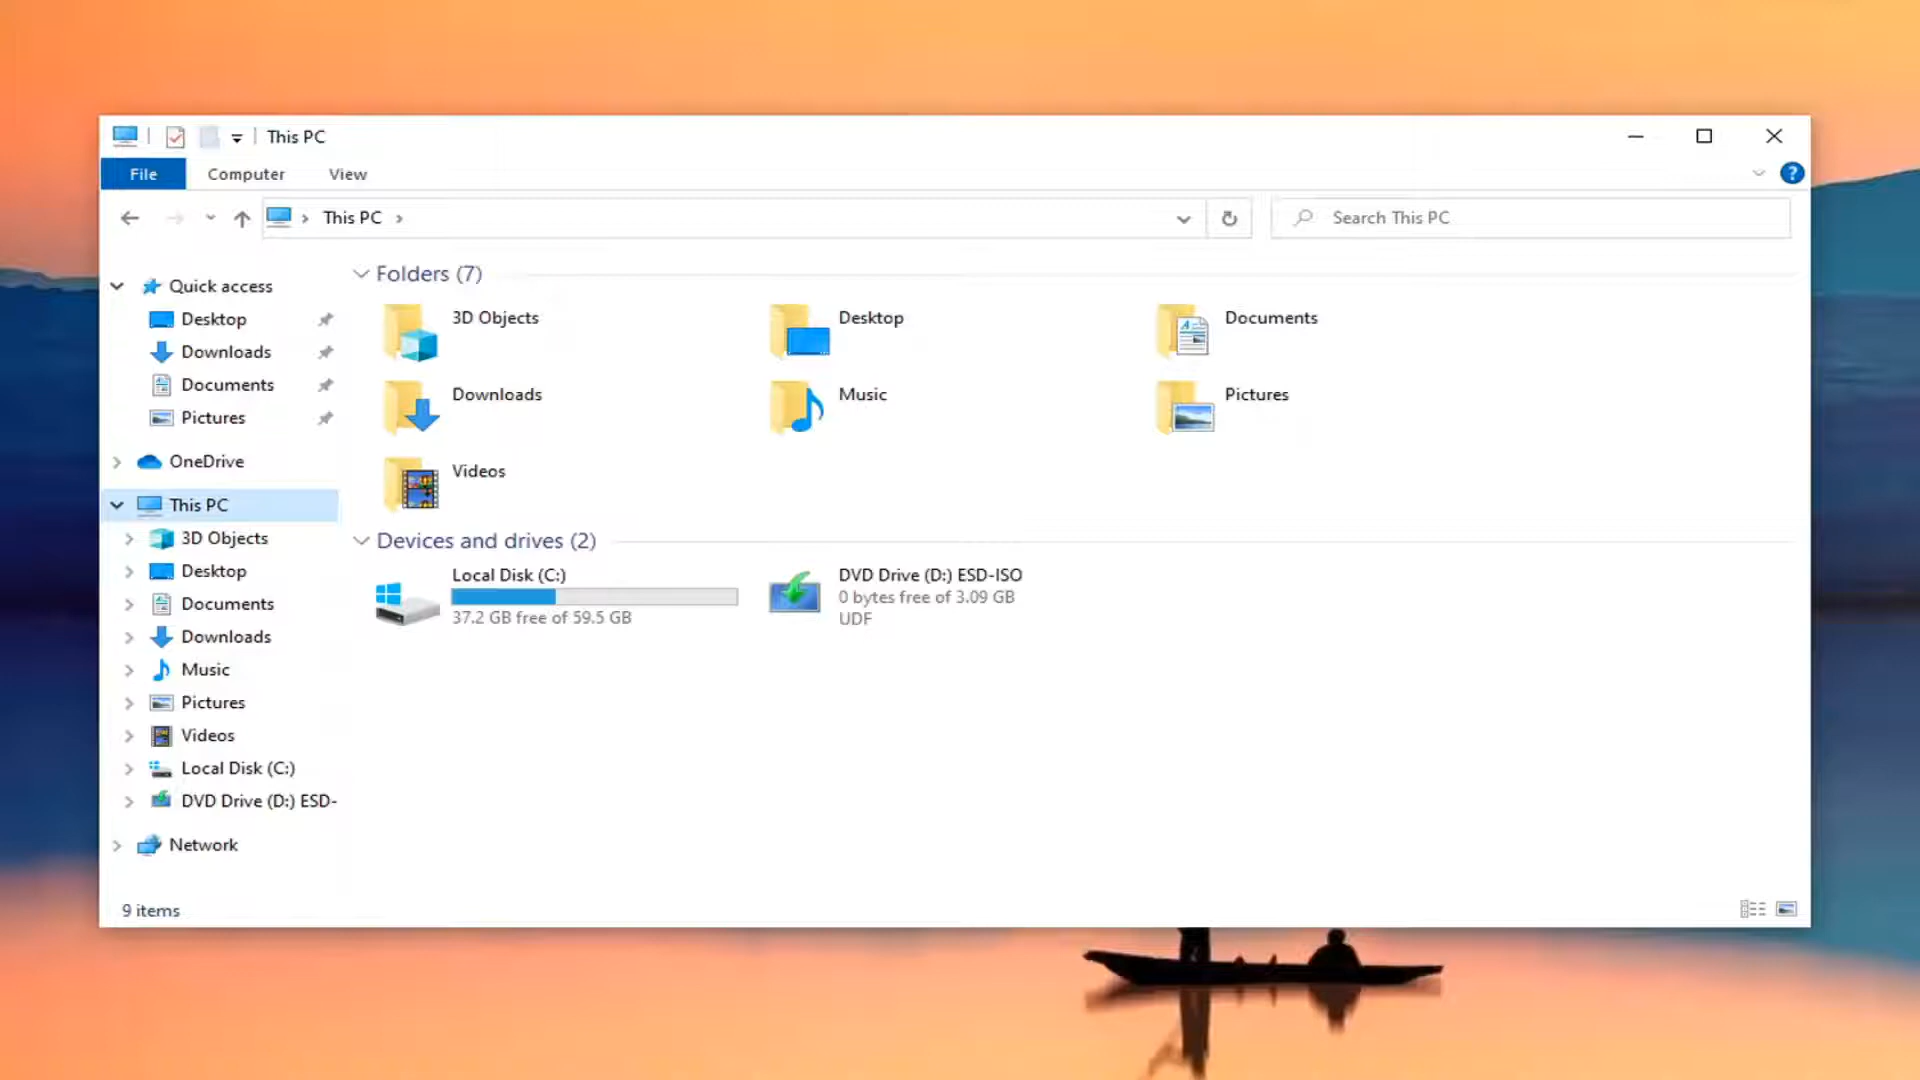 This PC
File Computer View ?
This PC Search This PC
Quick access
Desktop
Downloads
Documents
Pictures
OneDrive
This PC
3D Objects
Desktop
Documents
Downloads
Music
Pictures
Videos
Local Disk (C:)
DVD Drive (D:) ESD-
Network
Folders (7)
3D Objects Desktop Documents
Downloads Music Pictures
Videos
Devices and drives (2)
Local Disk (C:)
37.2 GB free of 59.5 GB
DVD Drive (D:) ESD-ISO
0 bytes free of 3.09 GB
UDF
9 items